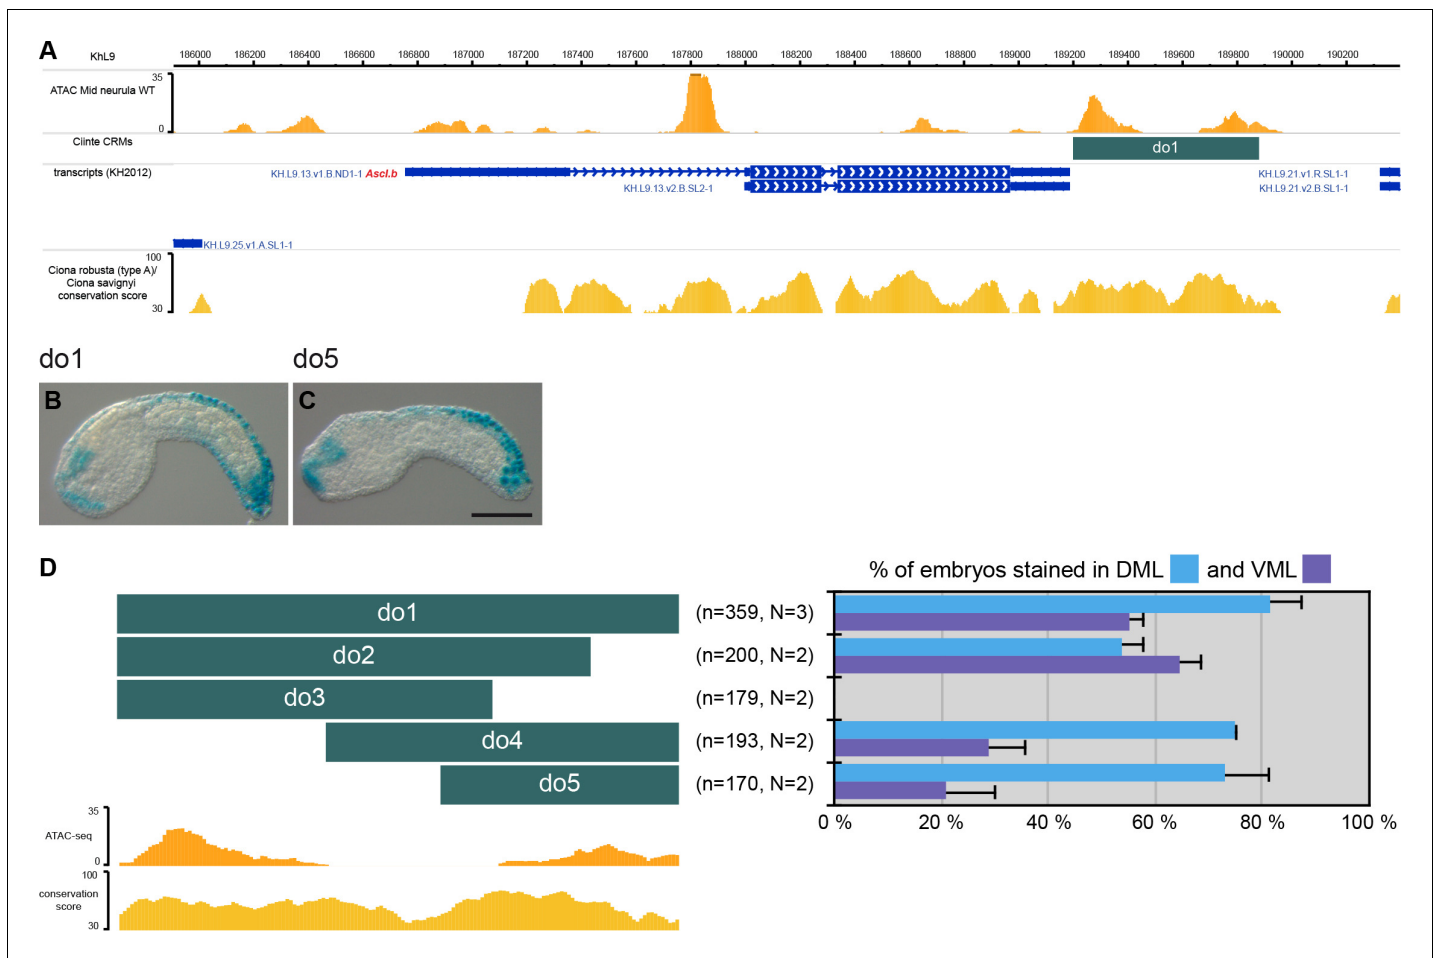 A
KhL9
186000 186200 186400 186600 186800 187000 187200 187400 187600 187800 188000 188200 188400 188600 188800 189000 189200 189400 189600 189800 190000 190200
35
ATAC Mid neurula WT
0
Ciinte CRMs
do1
transcripts (KH2012)
KH.L9.13.v1.B.ND1-1 Ascl.b
KH.L9.21.v1.R.SL1-1
KH.L9.13.v2.B.SL2-1
KH.L9.21.v2.B.SL1-1
KH.L9.25.v1.A.SL1-1
100
Ciona robusta (type A)/
Ciona savignyi
conservation score
30
do1
do5
B
C
D
% of embryos stained in DML and VML
do1
(n=359, N=3)
do2
(n=200, N=2)
do3
(n=179, N=2)
do4
(n=193, N=2)
do5
(n=170, N=2)
0 % 20 % 40 % 60 % 80 % 100 %
35
ATAC-seq
0
100
conservation
score
30